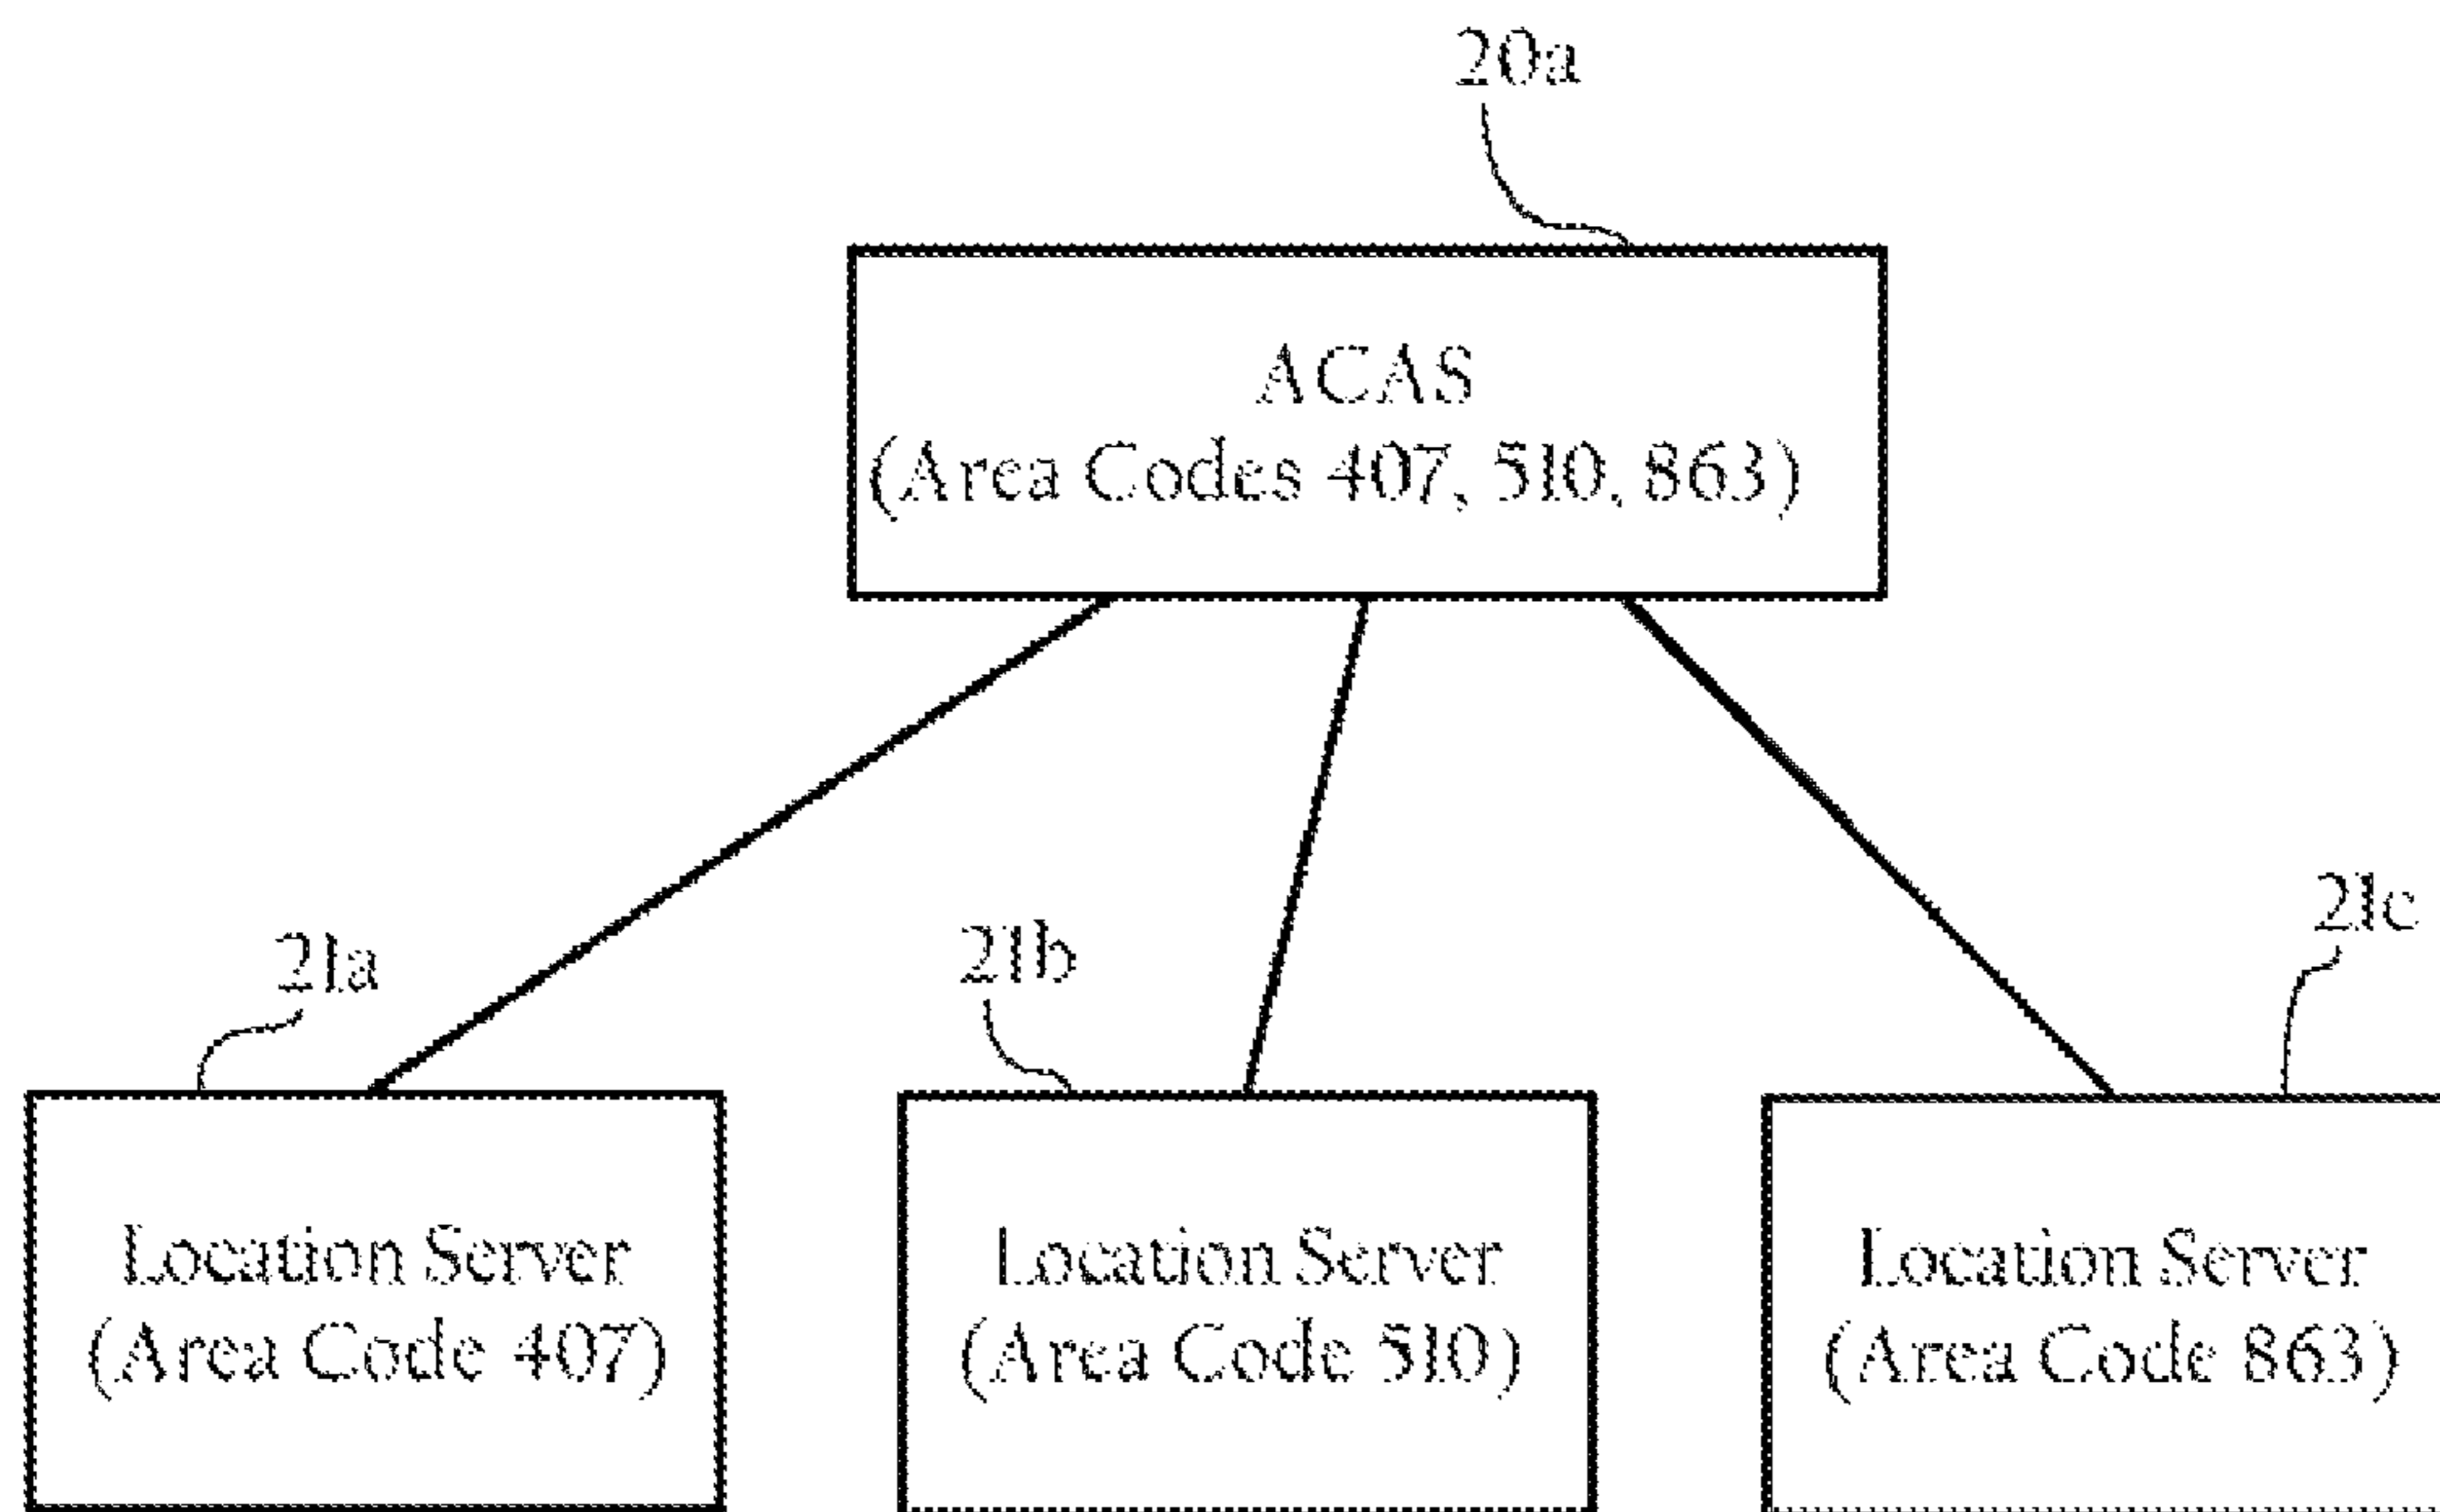 20a
ACAS
(Area Codes 407, 510, 863)
21a
21b
21c
Location Server
(Area Code 407)
Location Server
(Area Code 510)
Location Server
(Area Code 863)